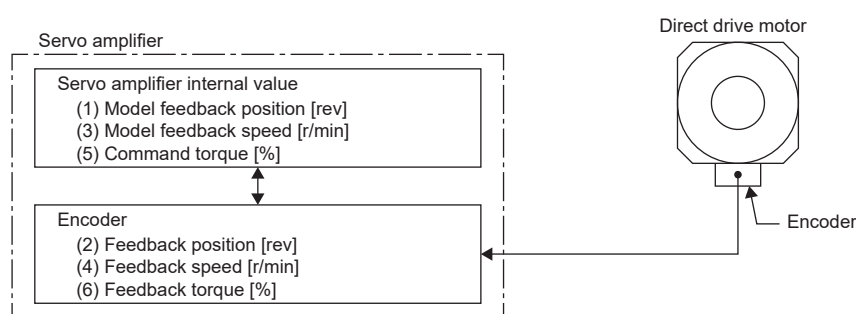 Servo amplifier
Direct drive motor
Servo amplifier internal value
(1) Model feedback position [rev]
(3) Model feedback speed [r/min]
(5) Command torque [%]
Encoder
(2) Feedback position [rev]
(4) Feedback speed [r/min]
(6) Feedback torque [%]
Encoder